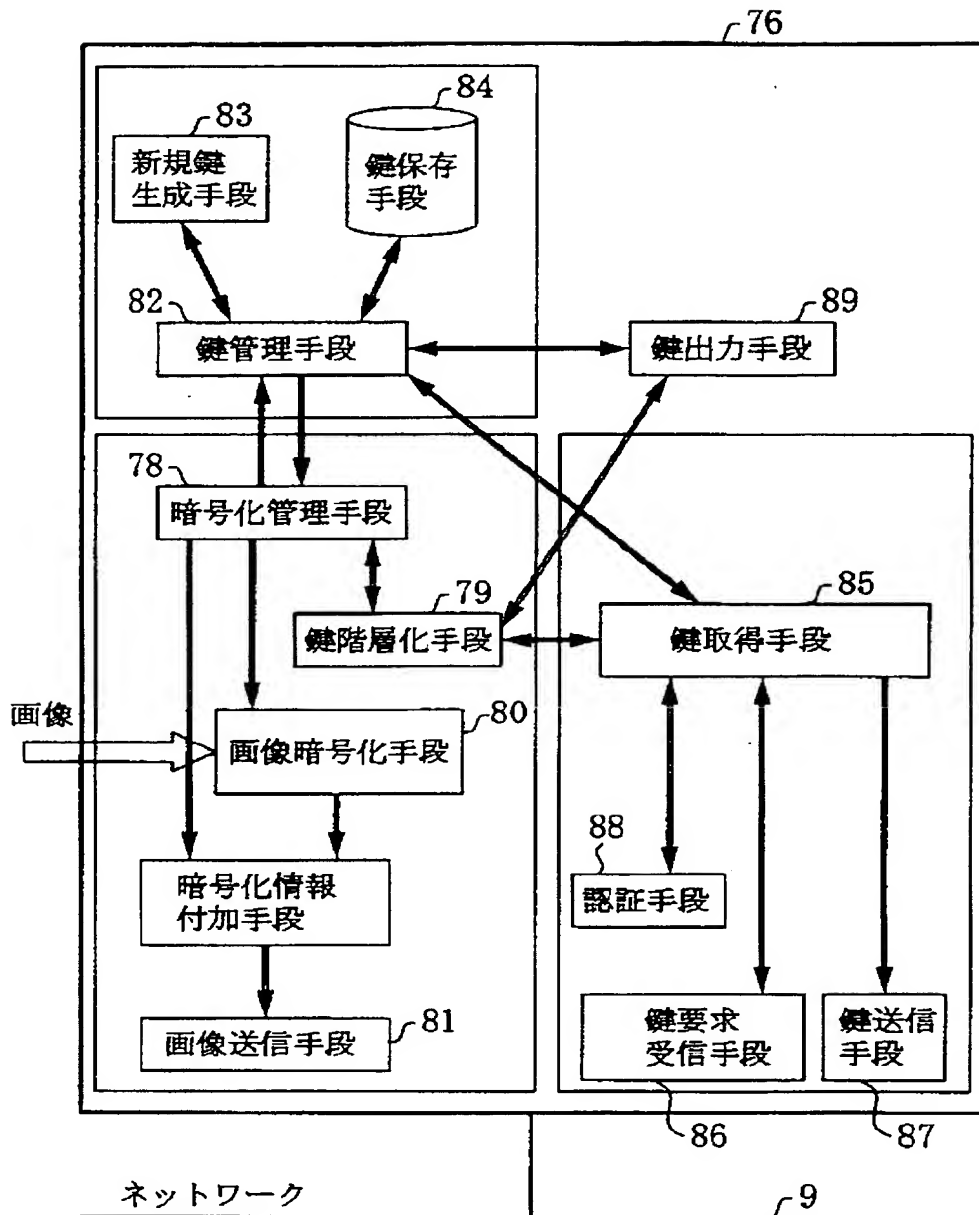 76
83
新規鍵
生成手段
84
鍵保存
手段
82
鍵管理手段
89
鍵出力手段
78
暗号化管理手段
79
鍵階層化手段
85
鍵取得手段
画像
80
画像暗号化手段
88
認証手段
暗号化情報
付加手段
81
画像送信手段
鍵要求
受信手段
86
鍵送信
手段
87
ネットワーク
9